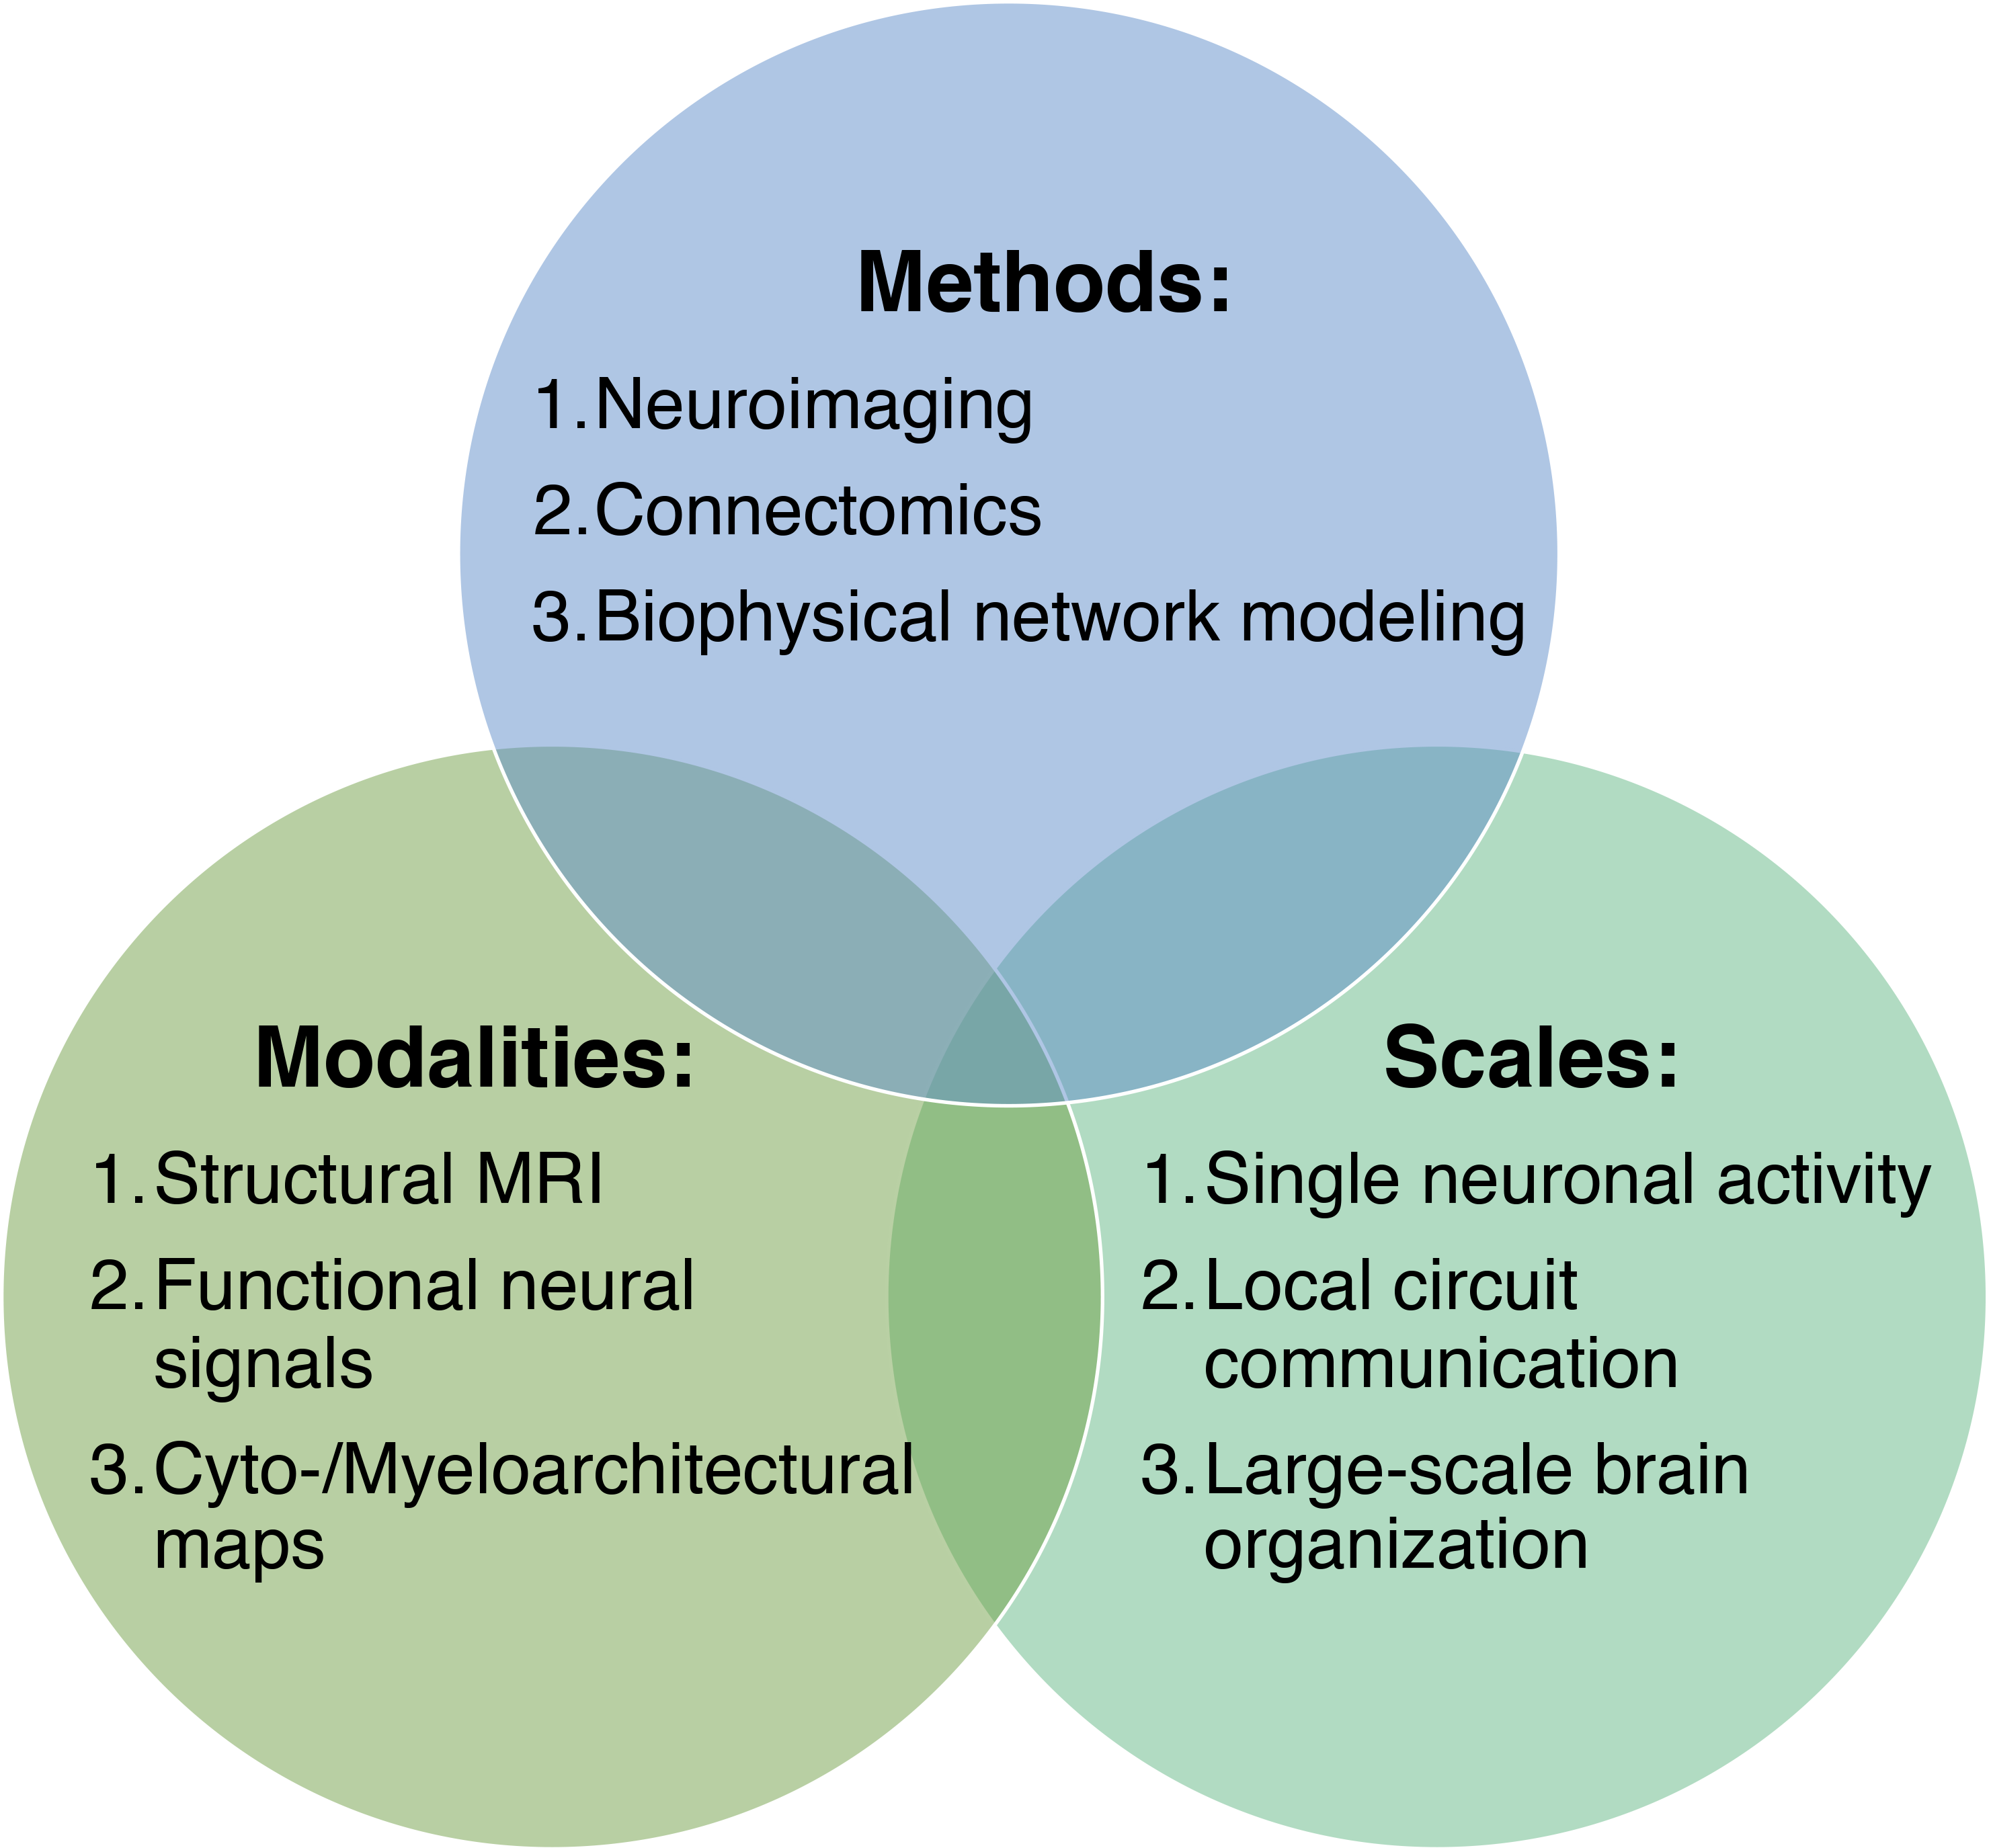 Methods:
1. Neuroimaging
2. Connectomics
3. Biophysical network modeling
Modalities:
1. Structural MRI
2. Functional neural
signals
3. Cyto-/Myeloarchitectural
maps
Scales:
1. Single neuronal activity
2. Local circuit
communication
3. Large-scale brain
organization